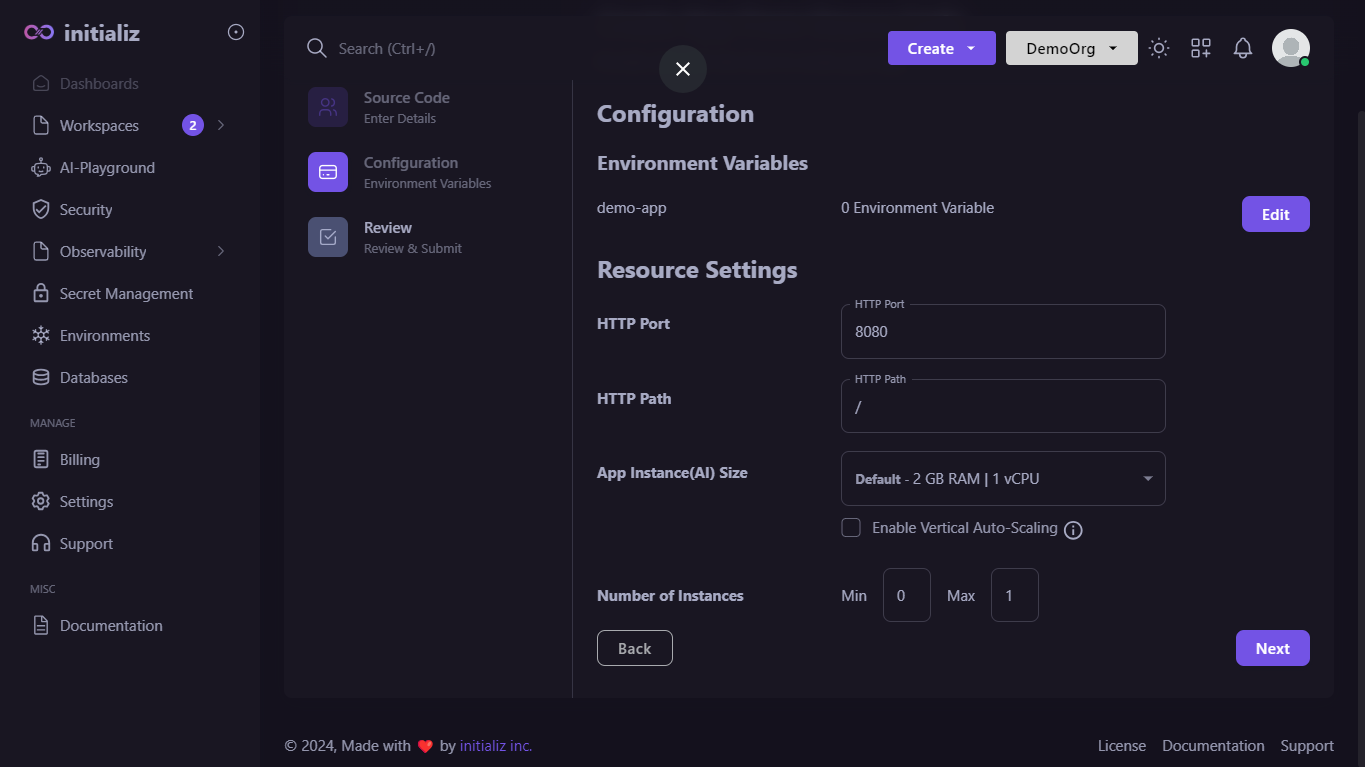 initializ
Dashboards
Workspaces 2
AI-Playground
Security
Observability
Secret Management
Environments
Databases
MANAGE
Billing
Settings
Support
MISC
Documentation
Search (Ctrl+/)
Create
DemoOrg
Source Code
Enter Details
Configuration
Environment Variables
Review
Review & Submit
Configuration
Environment Variables
demo-app 0 Environment Variable Edit
Resource Settings
HTTP Port
HTTP Port
8080
HTTP Path
HTTP Path
/
App Instance(AI) Size
Default - 2 GB RAM | 1 vCPU
Enable Vertical Auto-Scaling
Number of Instances Min 0 Max 1
Back Next
© 2024, Made with ❤️ by initializ inc.
License Documentation Support